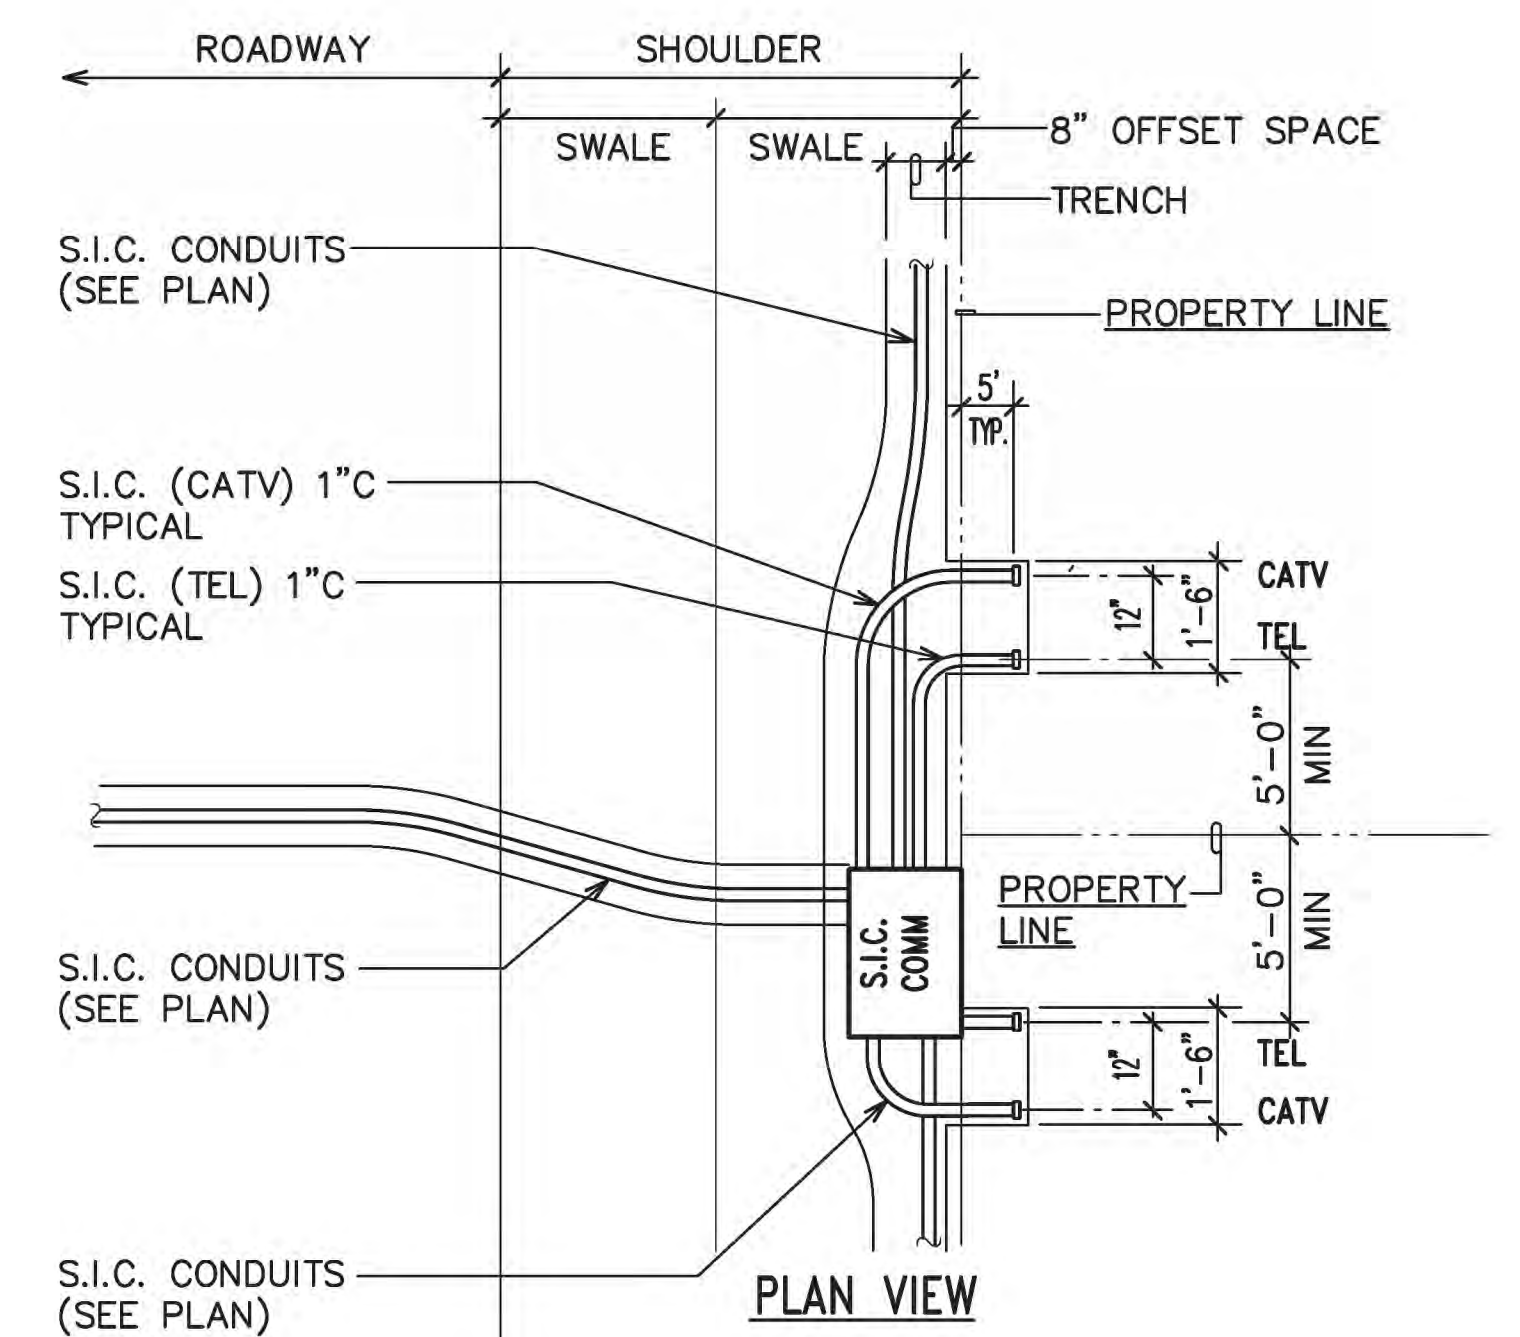 ROADWAY
SHOULDER
SWALE
SWALE
8” OFFSET SPACE
TRENCH
S.I.C. CONDUITS
(SEE PLAN)
PROPERTY LINE
5'
TYP.
S.I.C. (CATV) 1”C
TYPICAL
S.I.C. (TEL) 1”C
TYPICAL
12”
1'-6”
CATV
TEL
5'-0”
MIN
PROPERTY
LINE
5'-0”
MIN
S.I.C.
COMM
S.I.C. CONDUITS
(SEE PLAN)
12”
1'-6”
TEL
CATV
S.I.C. CONDUITS
(SEE PLAN)
PLAN VIEW